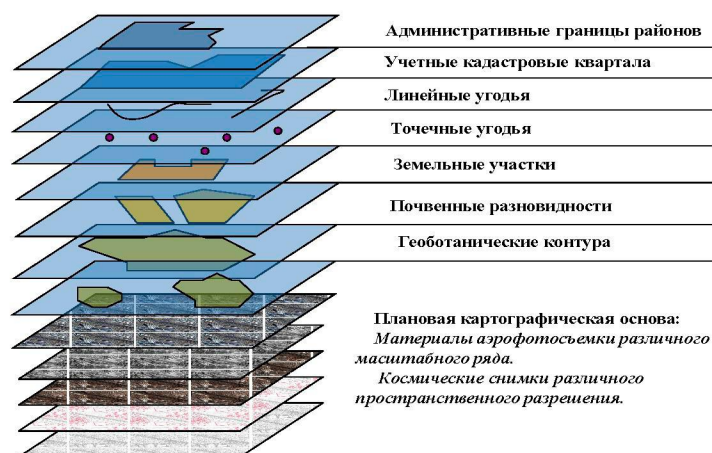 Административные границы районов
Учетные кадастровые квартала
Линейные угодья
Точечные угодья
Земельные участки
Почвенные разновидности
Геоботанические контура
Плановая картографическая основа:
Материалы аэрофотосъемки различного
масштабного ряда.
Космические снимки различного
пространственного разрешения.